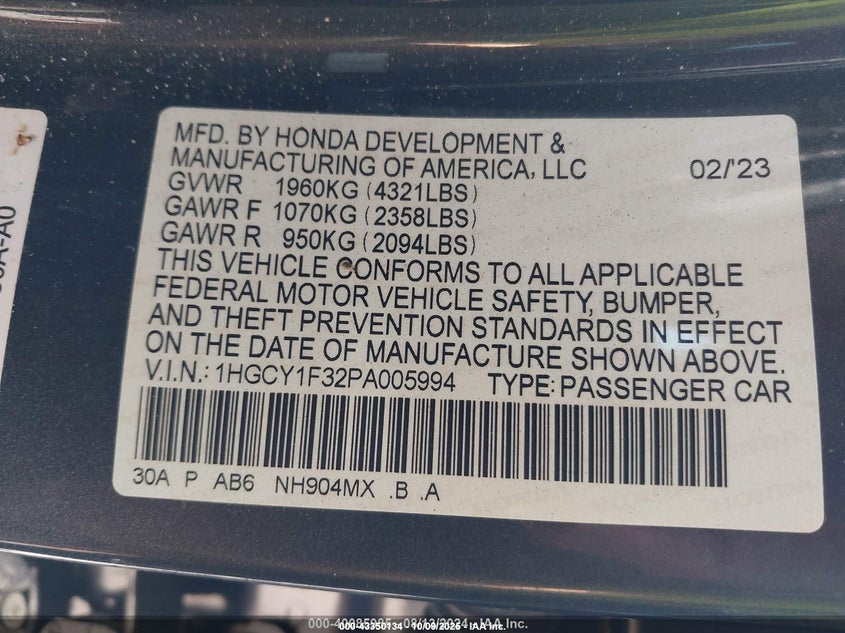 MFD. BY HONDA DEVELOPMENT &
MANUFACTURING OF AMERICA, LLC 02/'23
GVWR 1960KG (4321LBS)
GAWR F 1070KG (2358LBS)
GAWR R 950KG (2094LBS)
THIS VEHICLE CONFORMS TO ALL APPLICABLE
FEDERAL MOTOR VEHICLE SAFETY, BUMPER,
AND THEFT PREVENTION STANDARDS IN EFFECT
ON THE DATE OF MANUFACTURE SHOWN ABOVE.
V.I.N.: 1HGCY1F32PA005994 TYPE: PASSENGER CAR
30A P AB6 NH904MX .B .A